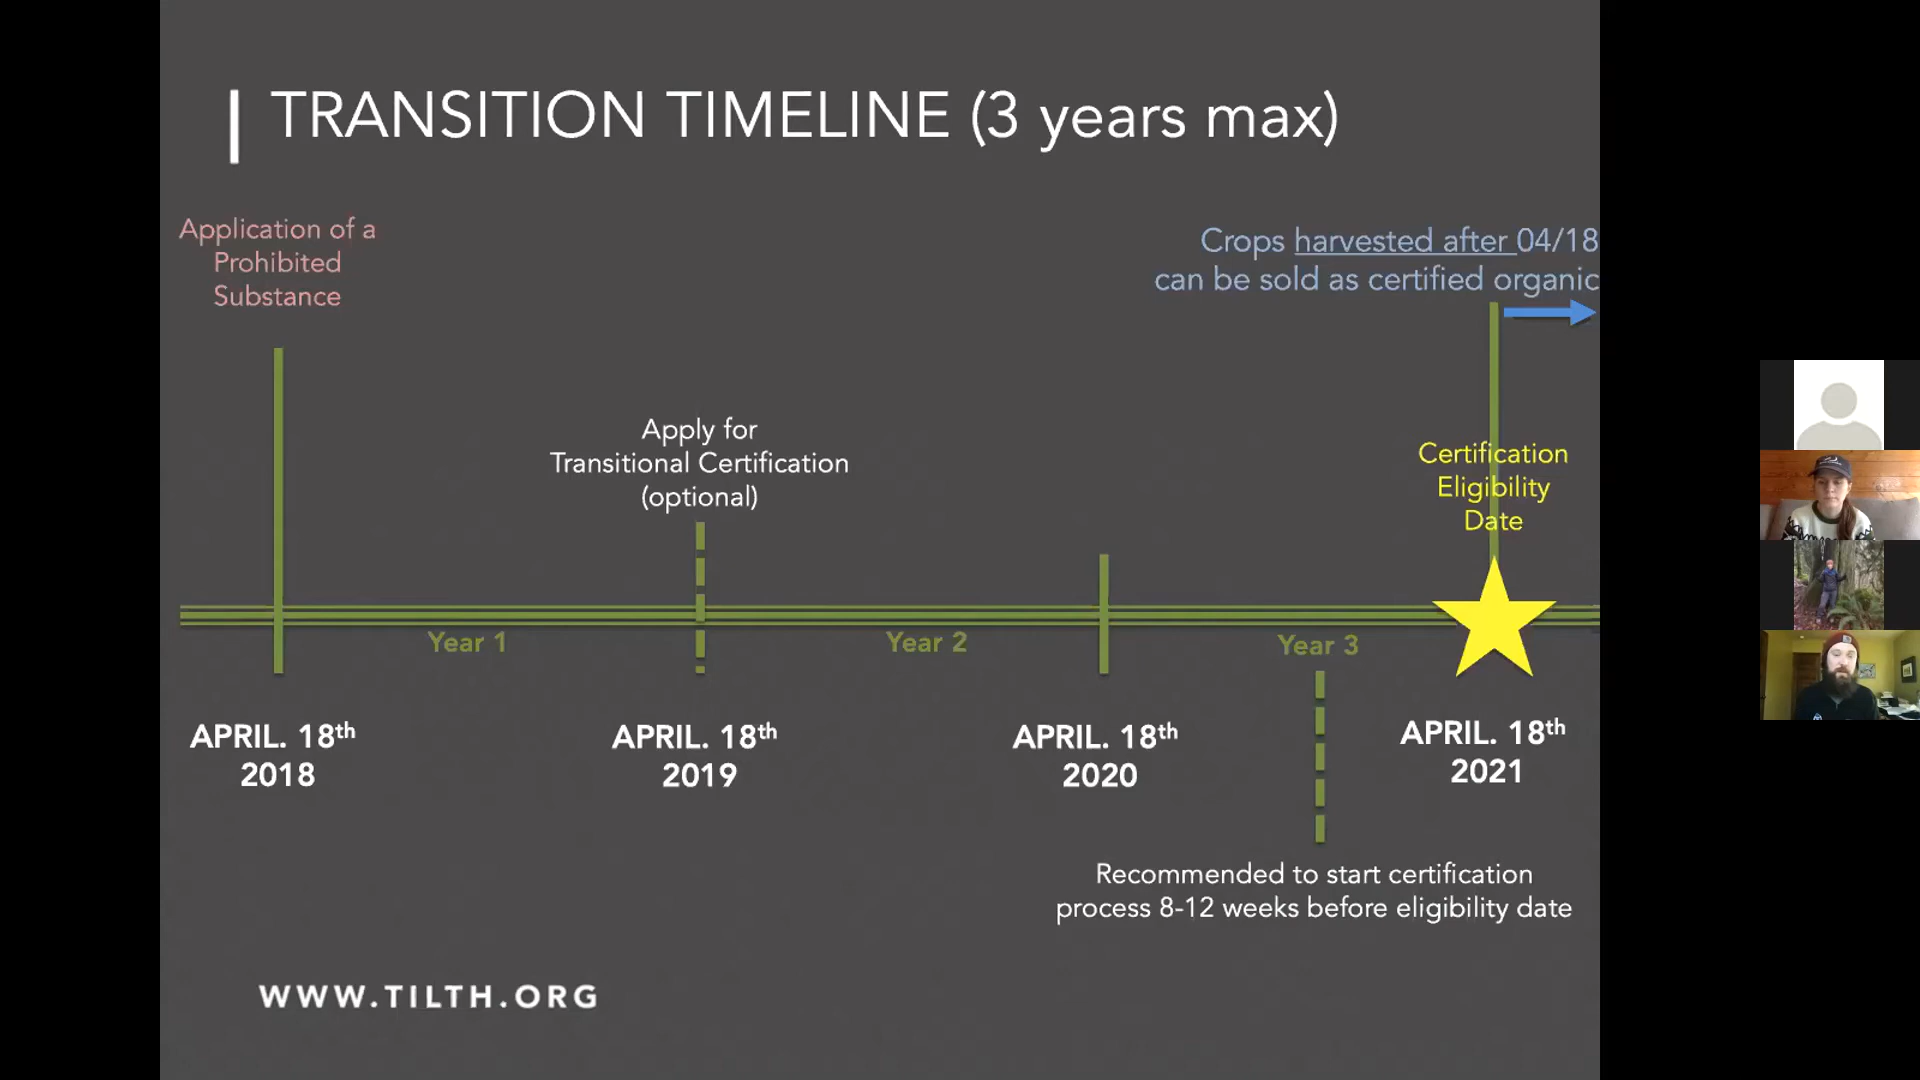 TRANSITION TIMELINE (3 years max)
Application of a
Prohibited
Substance
Crops harvested after 04/18
can be sold as certified organic
Apply for
Transitional Certification
(optional)
Certification
Eligibility
Date
Year 1
Year 2
Year 3
APRIL. 18th
2018
APRIL. 18th
2019
APRIL. 18th
2020
APRIL. 18th
2021
Recommended to start certification
process 8-12 weeks before eligibility date
WWW.TILTH.ORG